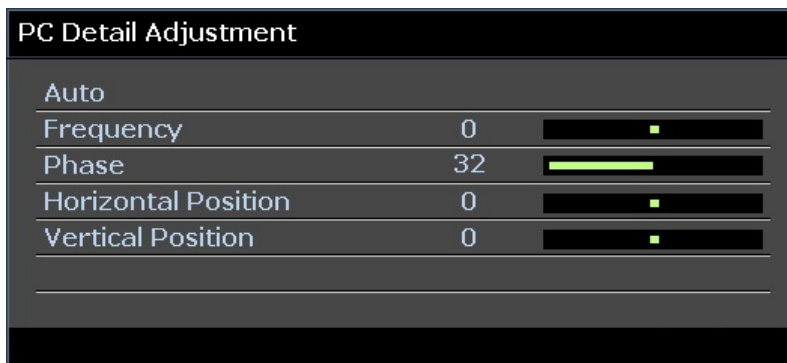 PC Detail Adjustment
Auto
Frequency 0
Phase 32
Horizontal Position 0
Vertical Position 0